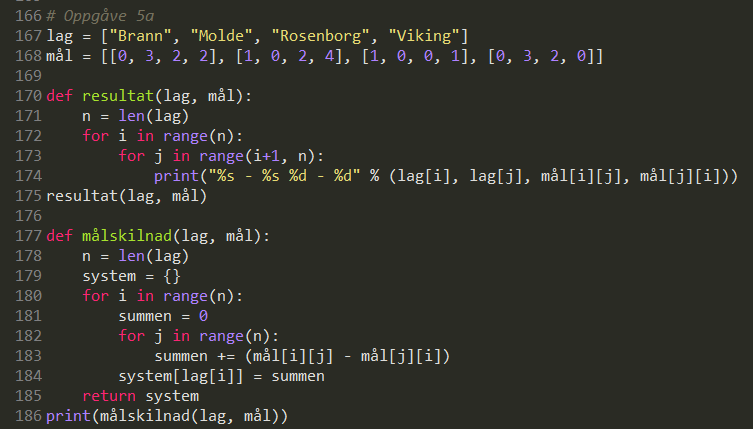 166 # Oppgåve 5a
167 lag = ["Brann", "Molde", "Rosenborg", "Viking"]
168 mål = [[0, 3, 2, 2], [1, 0, 2, 4], [1, 0, 0, 1], [0, 3, 2, 0]]
169
170 def resultat(lag, mål):
171     n = len(lag)
172     for i in range(n):
173         for j in range(i+1, n):
174             print("%s - %s %d - %d" % (lag[i], lag[j], mål[i][j], mål[j][i]))
175 resultat(lag, mål)
176
177 def målskilnad(lag, mål):
178     n = len(lag)
179     system = {}
180     for i in range(n):
181         summen = 0
182         for j in range(n):
183             summen += (mål[i][j] - mål[j][i])
184         system[lag[i]] = summen
185     return system
186 print(målskilnad(lag, mål))